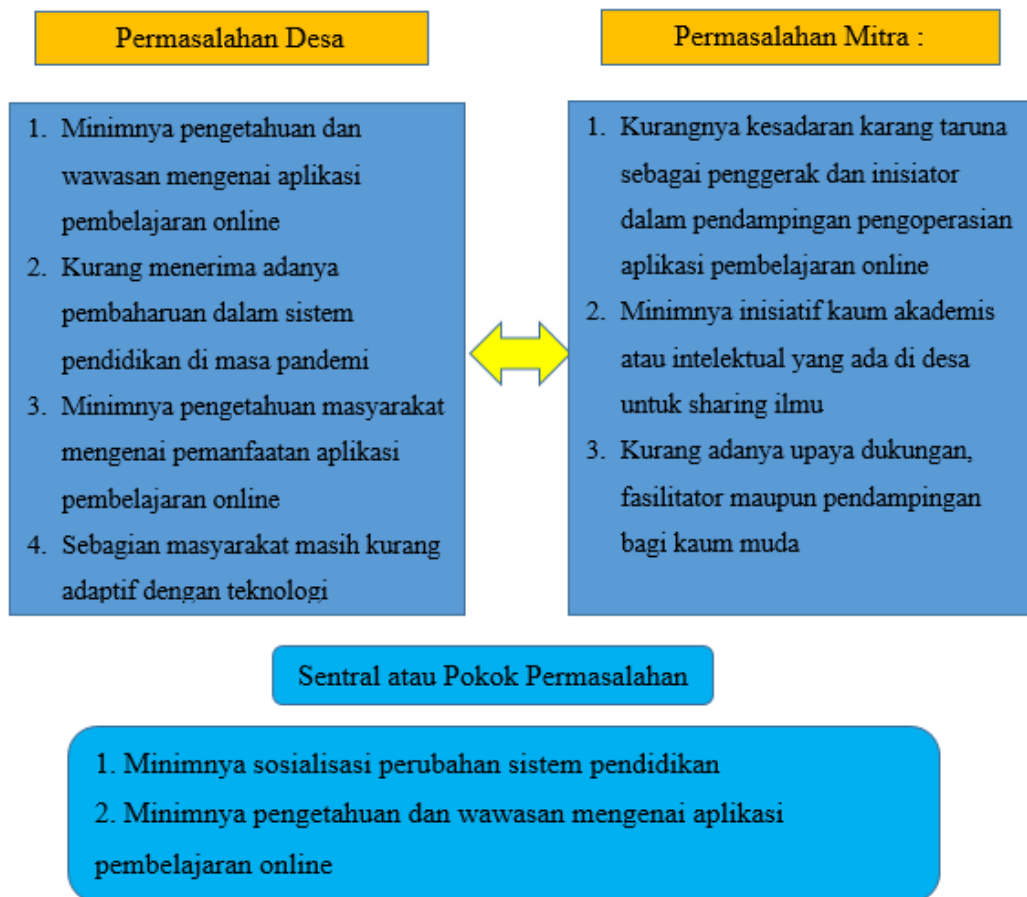 Permasalahan Desa
1. Minimnya pengetahuan dan
wawasan mengenai aplikasi
pembelajaran online
2. Kurang menerima adanya
pembaharuan dalam sistem
pendidikan di masa pandemi
3. Minimnya pengetahuan masyarakat
mengenai pemanfaatan aplikasi
pembelajaran online
4. Sebagian masyarakat masih kurang
adaptif dengan teknologi
Permasalahan Mitra :
1. Kurangnya kesadaran karang taruna
sebagai penggerak dan inisiator
dalam pendampingan pengoperasian
aplikasi pembelajaran online
2. Minimnya inisiatif kaum akademis
atau intelektual yang ada di desa
untuk sharing ilmu
3. Kurang adanya upaya dukungan,
fasilitator maupun pendampingan
bagi kaum muda
Sentral atau Pokok Permasalahan
1. Minimnya sosialisasi perubahan sistem pendidikan
2. Minimnya pengetahuan dan wawasan mengenai aplikasi
pembelajaran online